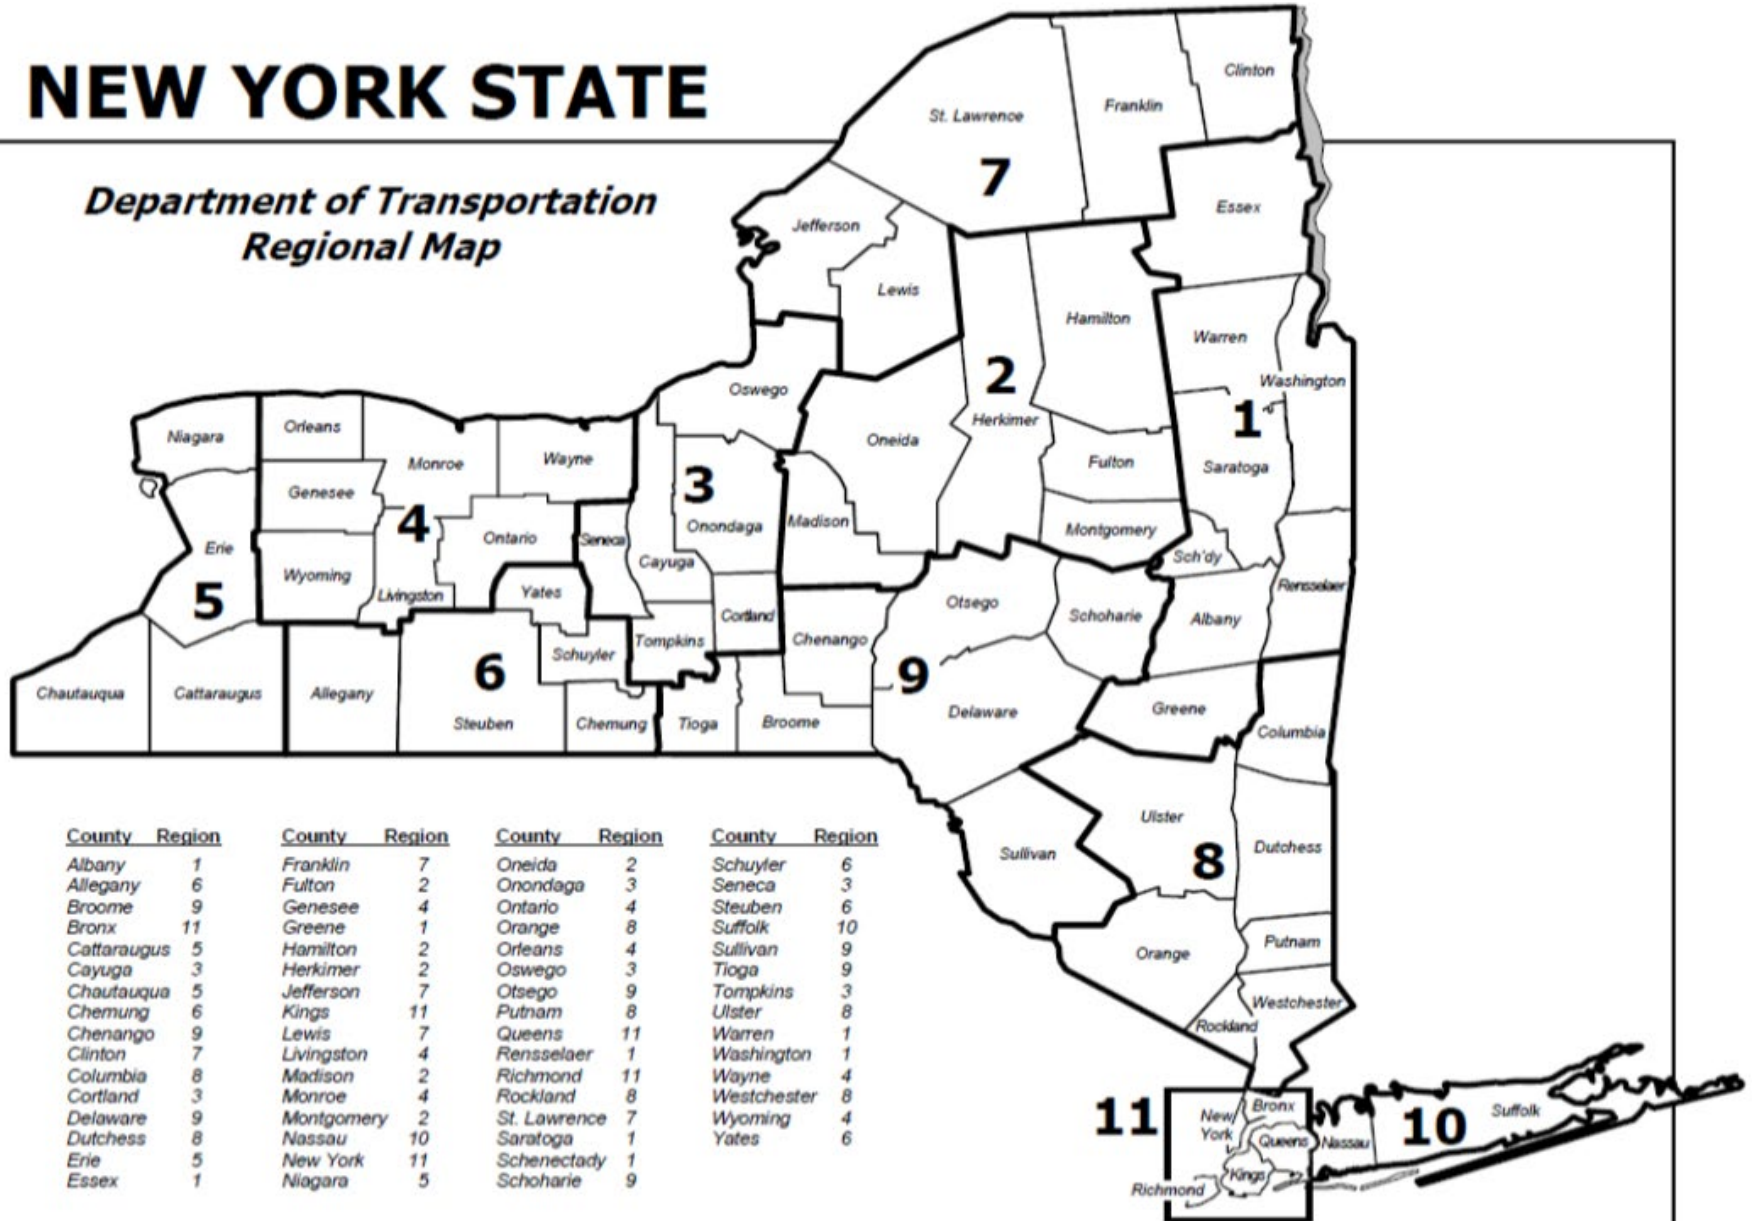 NEW YORK STATE
Department of Transportation
Regional Map
Clinton
Franklin
St. Lawrence
7
Essex
Jefferson
Lewis
Hamilton
Warren
2
Washington
Oswego
1
Herkimer
Niagara
Orleans
Oneida
Monroe
Wayne
Fulton
Saratoga
Genesee
3
4
Onondaga
Madison
Montgomery
Ontario
Seneca
Erie
Cayuga
Sch'dy
Wyoming
Livingston
Yates
Rensselaer
5
Otsego
Schoharie
Albany
Cortland
Tompkins
Chenango
Schuyler
6
9
Chautauqua
Cattaraugus
Allegany
Steuben
Chemung
Tioga
Broome
Delaware
Greene
Columbia
Ulster
Sullivan
8
Dutchess
Orange
Putnam
Westchester
Rockland
11
New
York
Bronx
Queens
Nassau
10
Suffolk
Kings
Richmond
County Region
Albany 1
Allegany 6
Broome 9
Bronx 11
Cattaraugus 5
Cayuga 3
Chautauqua 5
Chemung 6
Chenango 9
Clinton 7
Columbia 8
Cortland 3
Delaware 9
Dutchess 8
Erie 5
Essex 1
County Region
Franklin 7
Fulton 2
Genesee 4
Greene 1
Hamilton 2
Herkimer 2
Jefferson 7
Kings 11
Lewis 7
Livingston 4
Madison 2
Monroe 4
Montgomery 2
Nassau 10
New York 11
Niagara 5
County Region
Oneida 2
Onondaga 3
Ontario 4
Orange 8
Orleans 4
Oswego 3
Otsego 9
Putnam 8
Queens 11
Rensselaer 1
Richmond 11
Rockland 8
St. Lawrence 7
Saratoga 1
Schenectady 1
Schoharie 9
County Region
Schuyler 6
Seneca 3
Steuben 6
Suffolk 10
Sullivan 9
Tioga 9
Tompkins 3
Ulster 8
Warren 1
Washington 1
Wayne 4
Westchester 8
Wyoming 4
Yates 6